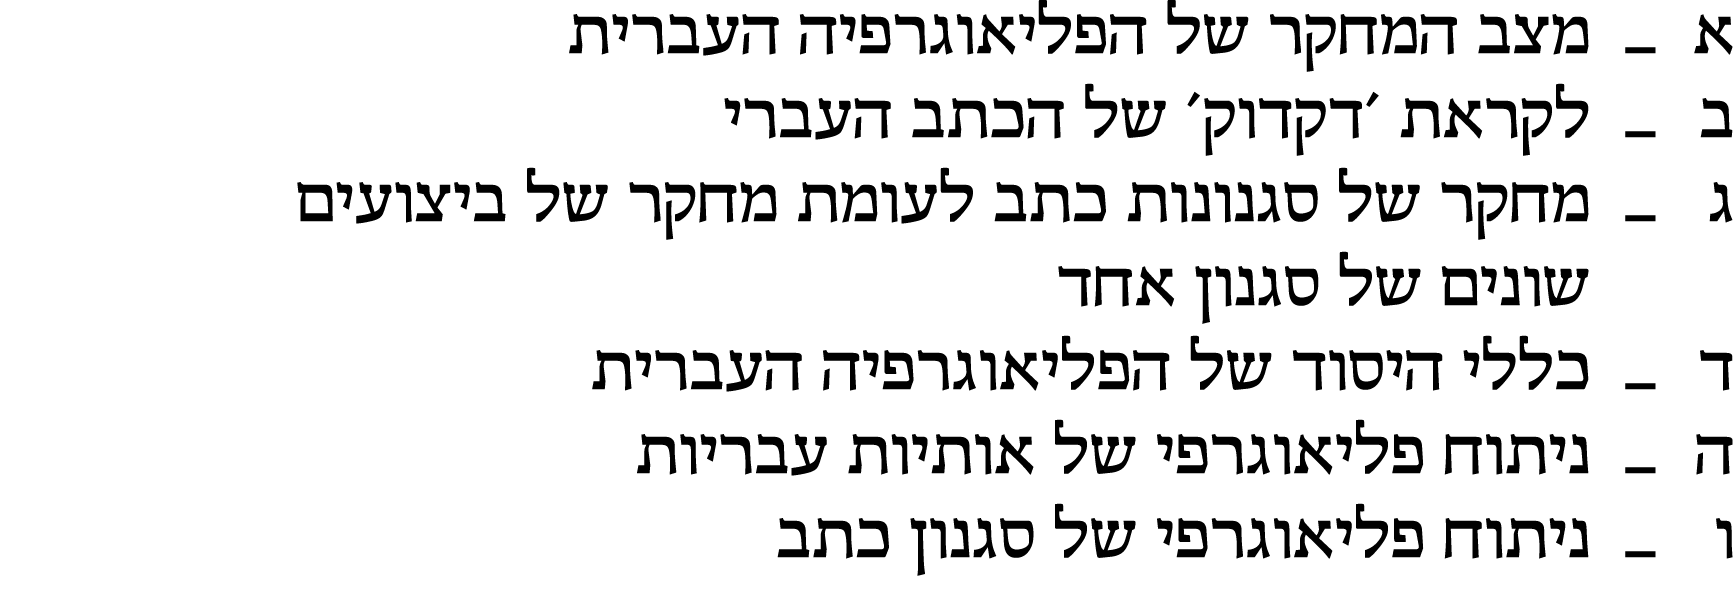 א – מצב המחקר של הפליאוגרפיה העברית
ב – לקראת ׳דקדוק׳ של הכתב העברי
ג – מחקר של סגנונות כתב לעומת מחקר של ביצועים
שונים של סגנון אחד
ד – כללי היסוד של הפליאוגרפיה העברית
ה – ניתוח פליאוגרפי של אותיות עבריות
ו – ניתוח פליאוגרפי של סגנון כתב